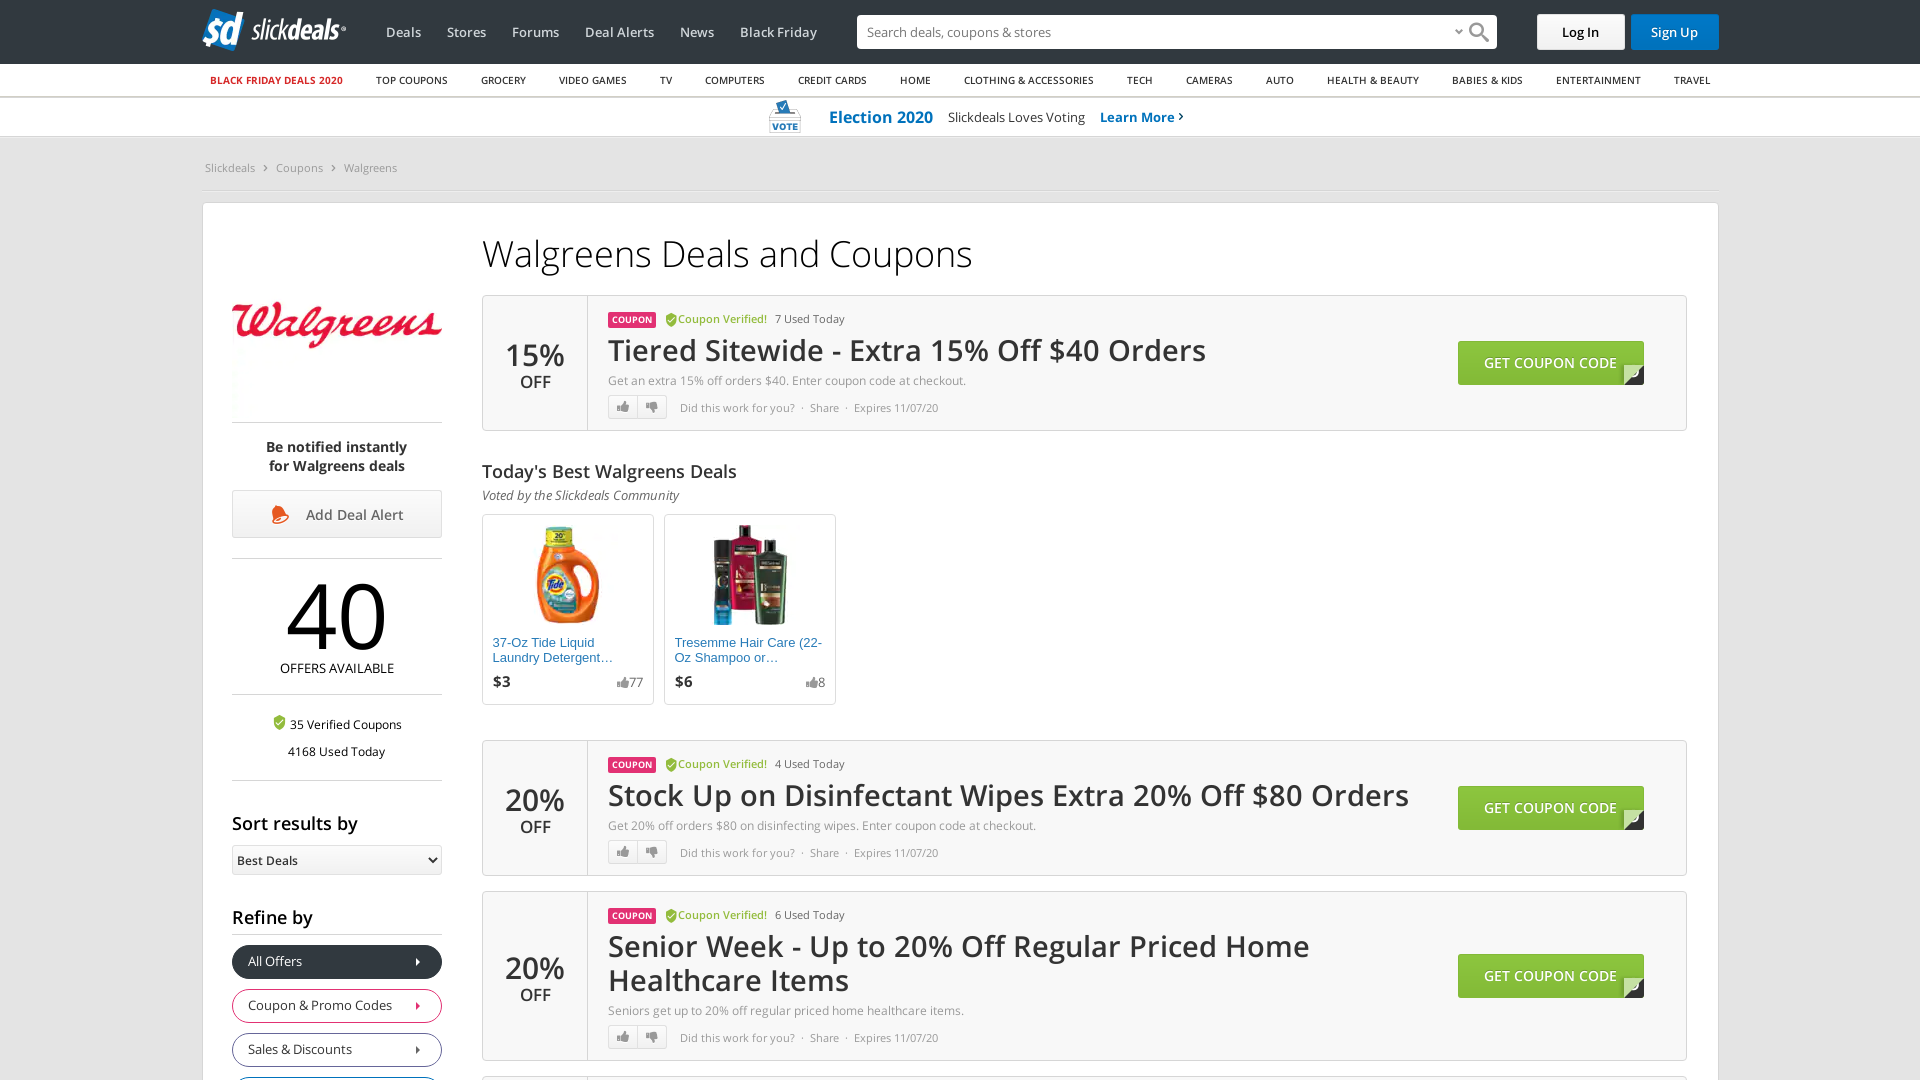 slickdeals
Deals
Stores
Forums
Deal Alerts
News
Black Friday
Search deals, coupons & stores
Log In
Sign Up
BLACK FRIDAY DEALS 2020
TOP COUPONS
GROCERY
VIDEO GAMES
TV
COMPUTERS
CREDIT CARDS
HOME
CLOTHING & ACCESSORIES
TECH
CAMERAS
AUTO
HEALTH & BEAUTY
BABIES & KIDS
ENTERTAINMENT
TRAVEL
VOTE
Election 2020 Slickdeals Loves Voting Learn More
Slickdeals > Coupons > Walgreens
Walgreens
Be notified instantly
for Walgreens deals
Add Deal Alert
40
OFFERS AVAILABLE
35 Verified Coupons
4168 Used Today
Sort results by
Best Deals
Refine by
All Offers
Coupon & Promo Codes
Sales & Discounts
Walgreens Deals and Coupons
15%
OFF
COUPON Coupon Verified! 7 Used Today
Tiered Sitewide - Extra 15% Off $40 Orders
Get an extra 15% off orders $40. Enter coupon code at checkout.
Did this work for you? · Share · Expires 11/07/20
GET COUPON CODE
Today's Best Walgreens Deals
Voted by the Slickdeals Community
Tide
37-Oz Tide Liquid
Laundry Detergent…
$3
77
Tresemme Hair Care (22-
Oz Shampoo or…
$6
8
20%
OFF
COUPON Coupon Verified! 4 Used Today
Stock Up on Disinfectant Wipes Extra 20% Off $80 Orders
Get 20% off orders $80 on disinfecting wipes. Enter coupon code at checkout.
Did this work for you? · Share · Expires 11/07/20
GET COUPON CODE
20%
OFF
COUPON Coupon Verified! 6 Used Today
Senior Week - Up to 20% Off Regular Priced Home
Healthcare Items
Seniors get up to 20% off regular priced home healthcare items.
Did this work for you? · Share · Expires 11/07/20
GET COUPON CODE